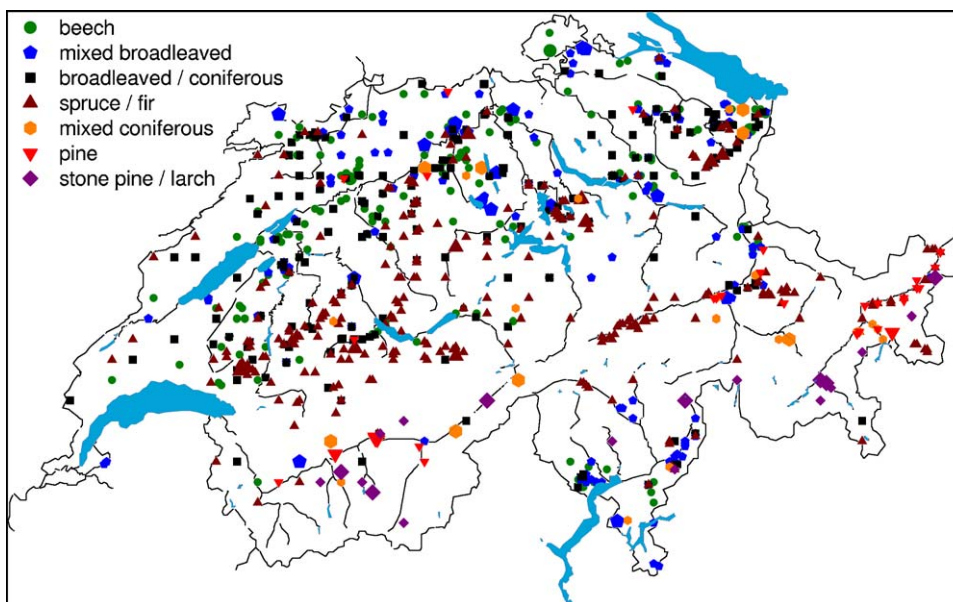 beech
mixed broadleaved
broadleaved / coniferous
spruce / fir
mixed coniferous
pine
stone pine / larch